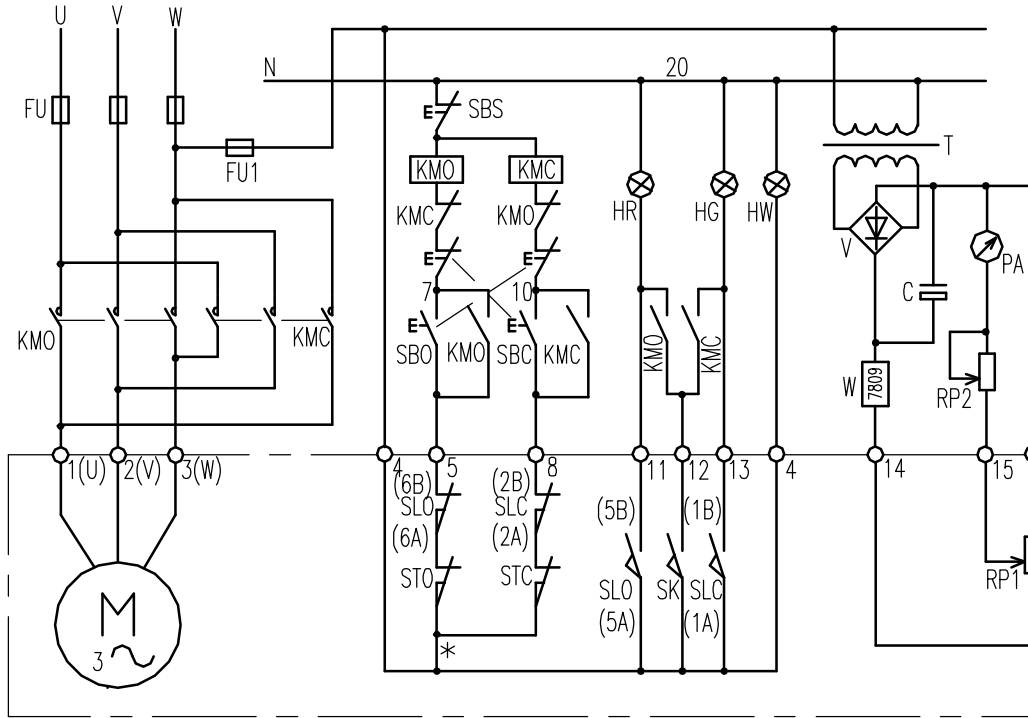 U V W
N 20
FU SBS
T
FU1 KMO KMC
KMC KMO HR HG HW
V PA
7 10 C
KMO KMC SBO KMO SBC KMC KMO KMC
W 7809 RP2
1(U) 2(V) 3(W) 4 5 8 11 12 13 4 14 15
(6B) (2B)
SLO SLC (5B) (1B)
(6A) (2A)
STO STC SLO SK SLC RP1
M (5A) (1A)
3 *